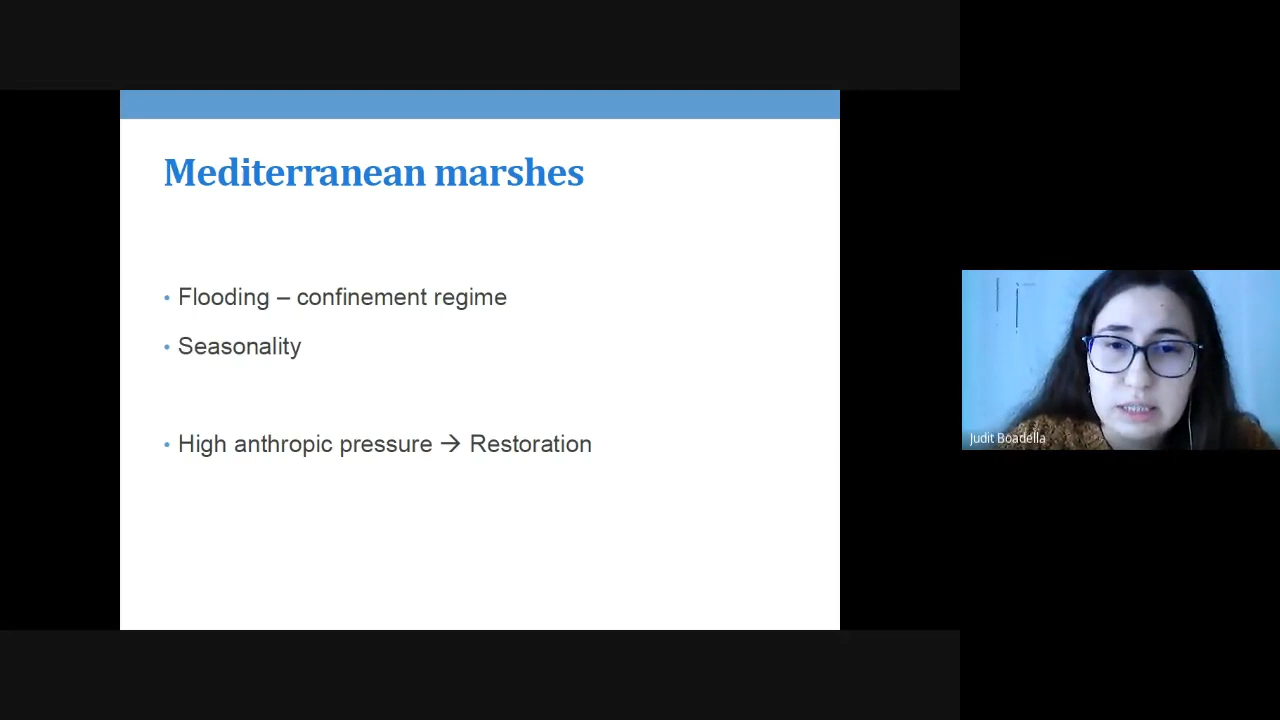 Mediterranean marshes
• Flooding – confinement regime
• Seasonality
• High anthropic pressure → Restoration
Judit Boadella